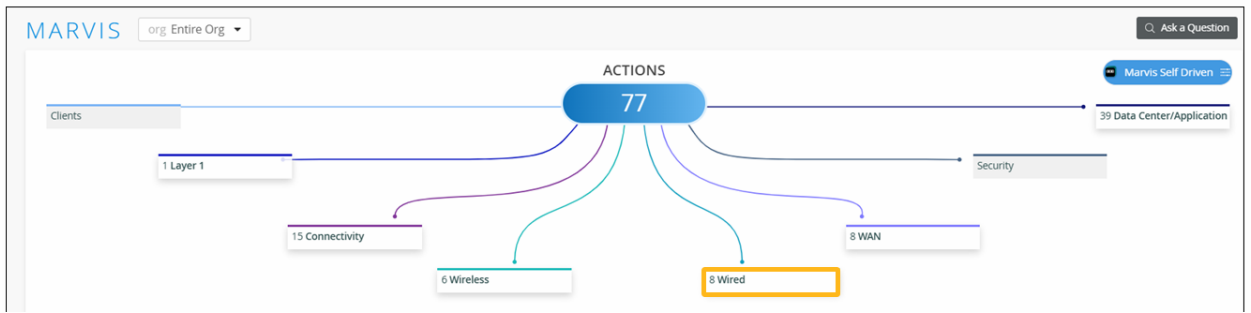 MARVIS
org Entire Org
Ask a Question
ACTIONS
77
Marvis Self Driven
Clients
39 Data Center/Application
1 Layer 1
Security
15 Connectivity
8 WAN
6 Wireless
8 Wired